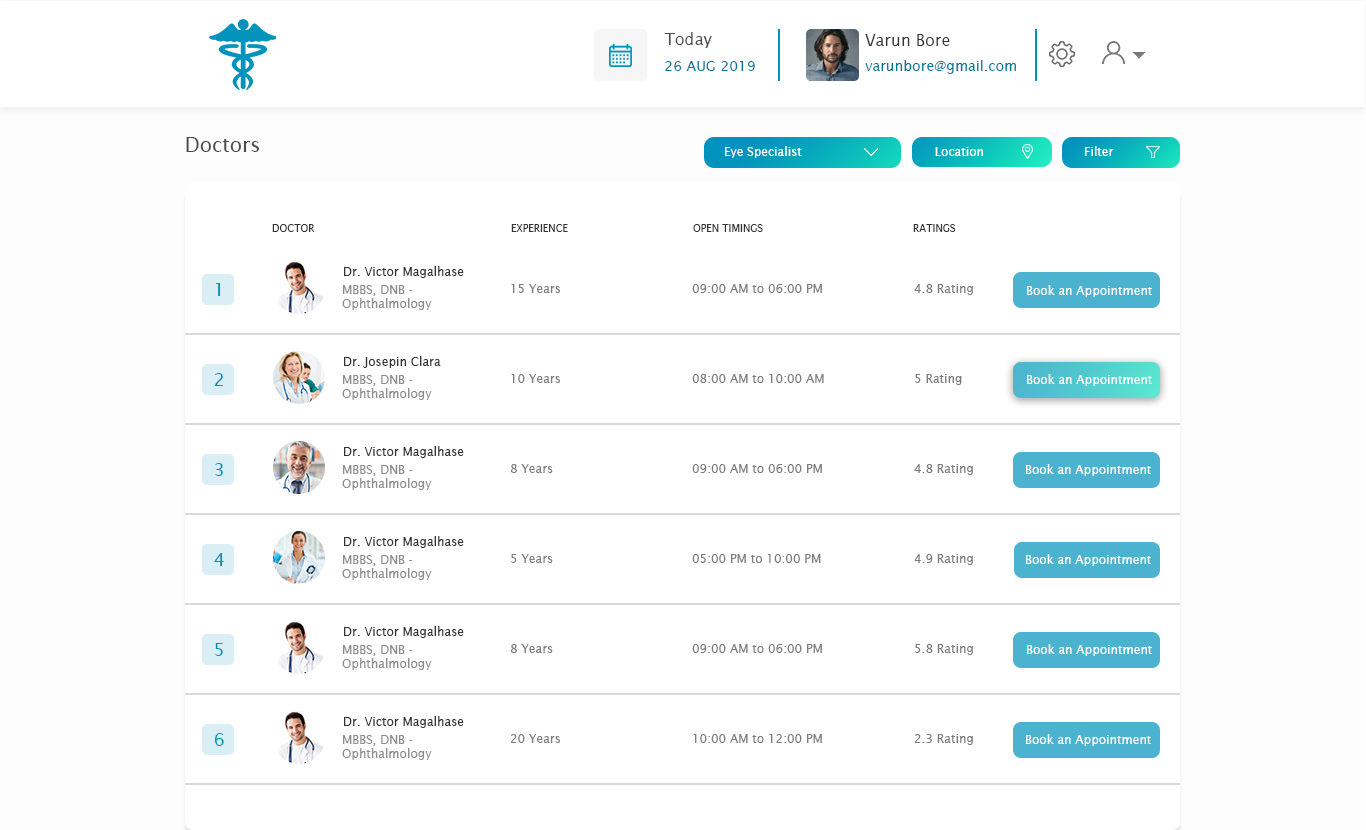 Today
26 AUG 2019
Varun Bore
varunbore@gmail.com
Doctors
Eye Specialist
Location
Filter
DOCTOR EXPERIENCE OPEN TIMINGS RATINGS
1 Dr. Victor Magalhase
MBBS, DNB -
Ophthalmology
15 Years 09:00 AM to 06:00 PM 4.8 Rating Book an Appointment
2 Dr. Josepin Clara
MBBS, DNB -
Ophthalmology
10 Years 08:00 AM to 10:00 AM 5 Rating Book an Appointment
3 Dr. Victor Magalhase
MBBS, DNB -
Ophthalmology
8 Years 09:00 AM to 06:00 PM 4.8 Rating Book an Appointment
4 Dr. Victor Magalhase
MBBS, DNB -
Ophthalmology
5 Years 05:00 PM to 10:00 PM 4.9 Rating Book an Appointment
5 Dr. Victor Magalhase
MBBS, DNB -
Ophthalmology
8 Years 09:00 AM to 06:00 PM 5.8 Rating Book an Appointment
6 Dr. Victor Magalhase
MBBS, DNB -
Ophthalmology
20 Years 10:00 AM to 12:00 PM 2.3 Rating Book an Appointment